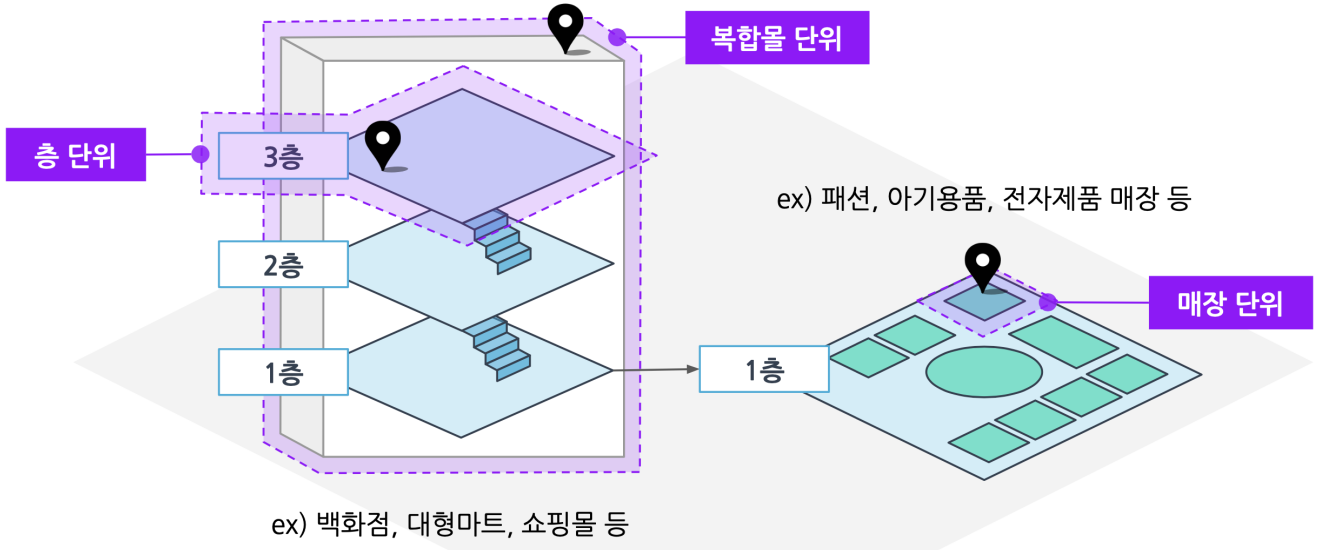 복합몰 단위
층 단위
3층
ex) 패션, 아기용품, 전자제품 매장 등
2층
매장 단위
1층
1층
ex) 백화점, 대형마트, 쇼핑몰 등